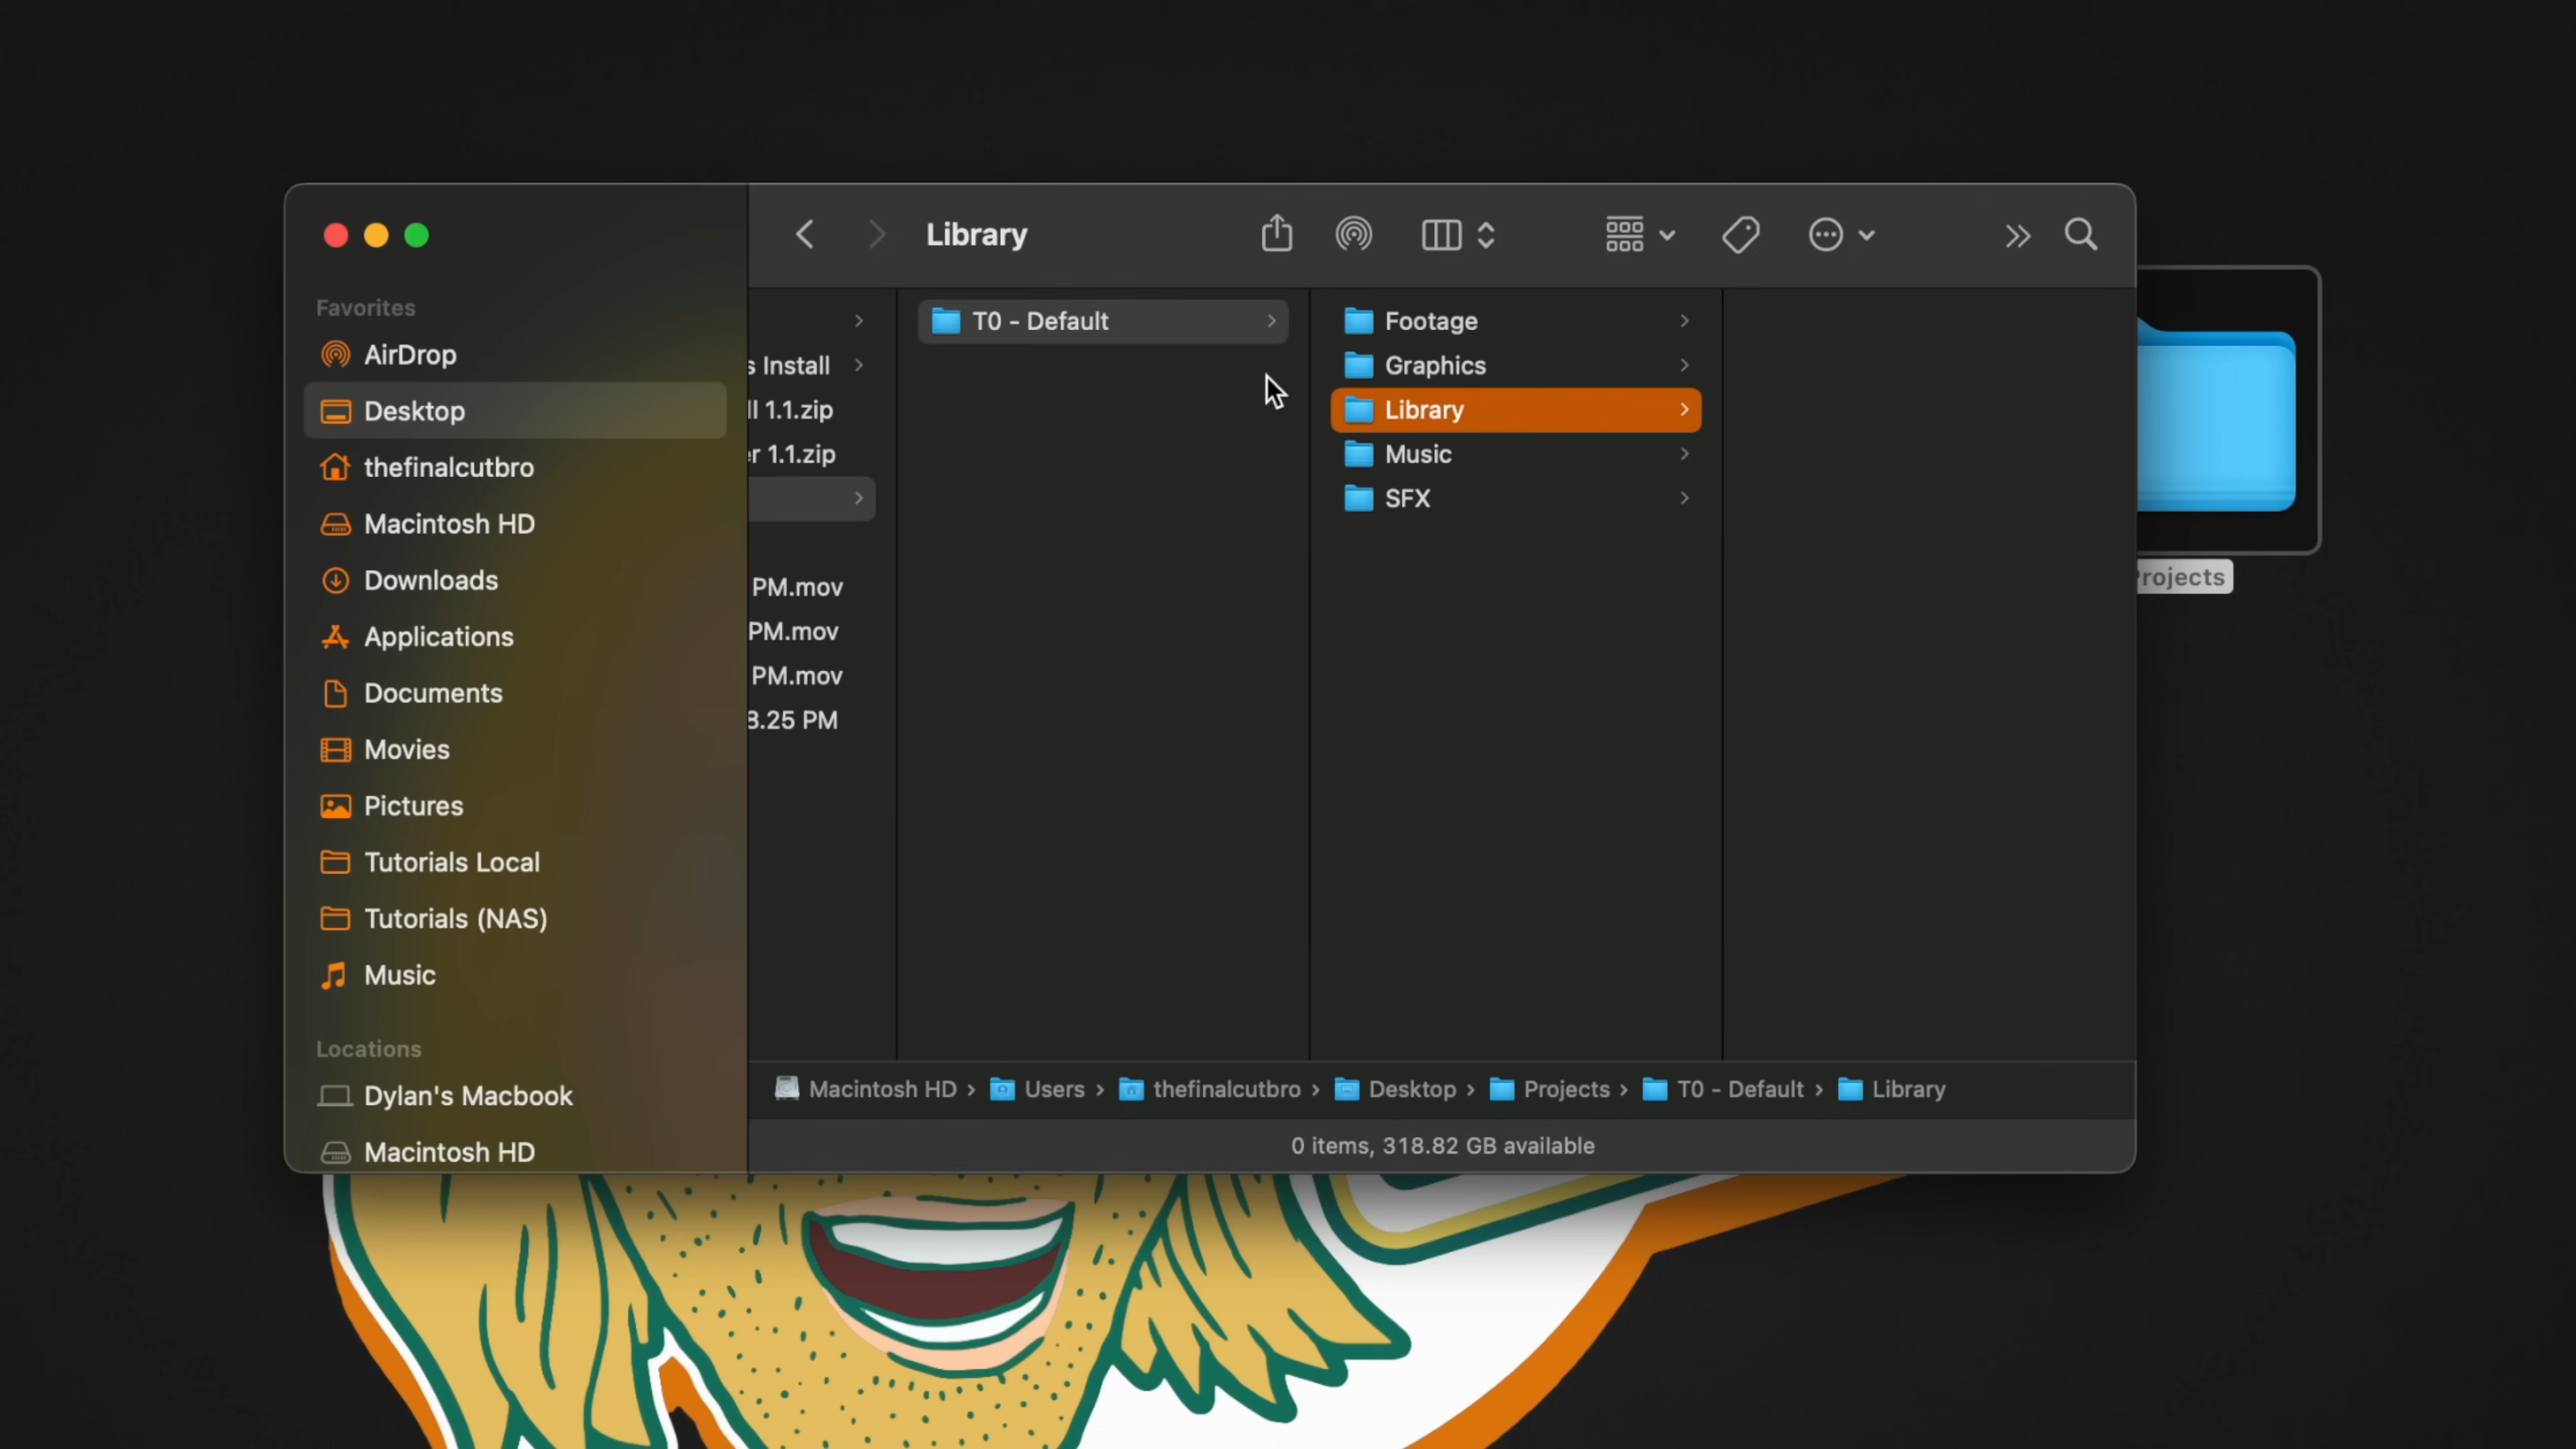 Library
Favorites
AirDrop
Desktop
thefinalcutbro
Macintosh HD
Downloads
Applications
Documents
Movies
Pictures
Tutorials Local
Tutorials (NAS)
Music
Locations
Dylan's Macbook
Macintosh HD
s Install
1.1.zip
1.1.zip
PM.mov
PM.mov
PM.mov
8.25 PM
T0 - Default
Footage
Graphics
Library
Music
SFX
Macintosh HD › Users › thefinalcutbro › Desktop › Projects › T0 - Default › Library
0 items, 318.82 GB available
rojects